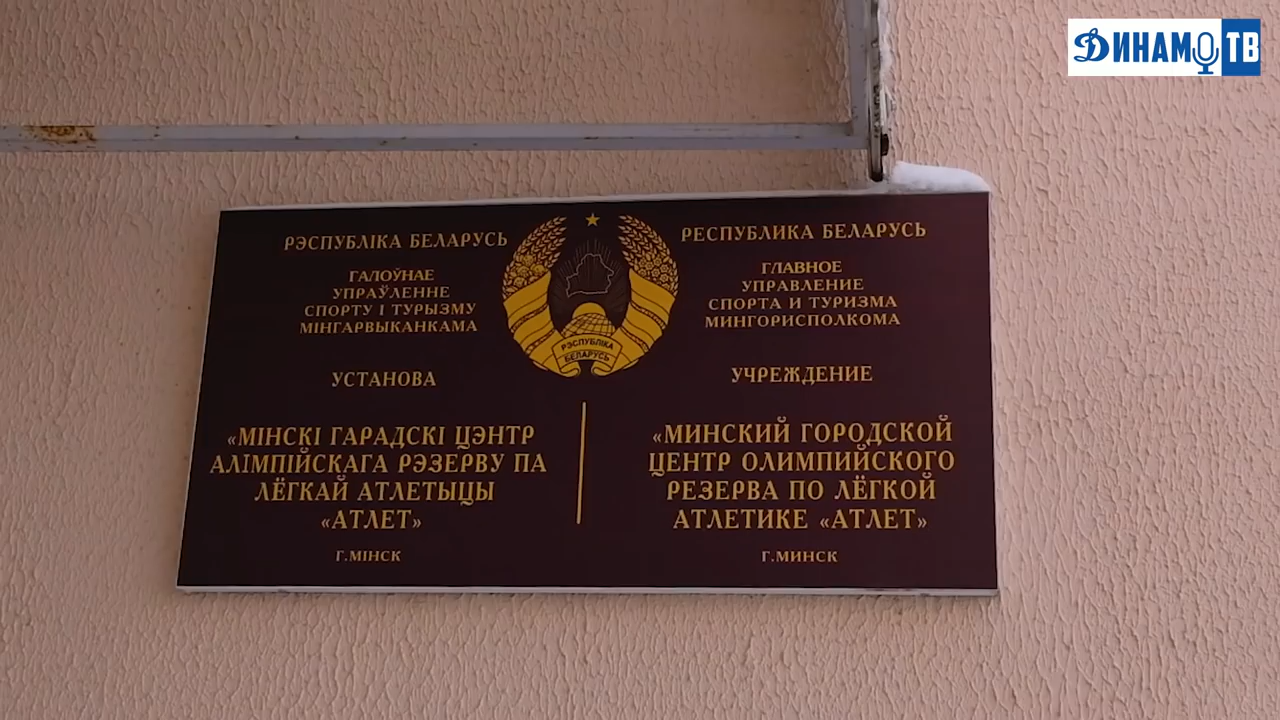 ДИНАМО ТВ
РЭСПУБЛІКА БЕЛАРУСЬ
ГАЛОЎНАЕ
УПРАЎЛЕННЕ
СПОРТУ І ТУРЫЗМУ
МІНГАРВЫКАНКАМА
УСТАНОВА
«МІНСКІ ГАРАДСКІ ЦЭНТР
АЛІМПІЙСКАГА РЭЗЕРВУ ПА
ЛЁГКАЙ АТЛЕТЫЦЫ
«АТЛЕТ»
Г.МІНСК
РЭСПУБЛІКА
БЕЛАРУСЬ
РЕСПУБЛИКА БЕЛАРУСЬ
ГЛАВНОЕ
УПРАВЛЕНИЕ
СПОРТА И ТУРИЗМА
МИНГОРИСПОЛКОМА
УЧРЕЖДЕНИЕ
«МИНСКИЙ ГОРОДСКОЙ
ЦЕНТР ОЛИМПИЙСКОГО
РЕЗЕРВА ПО ЛЁГКОЙ
АТЛЕТИКЕ «АТЛЕТ»
Г.МИНСК